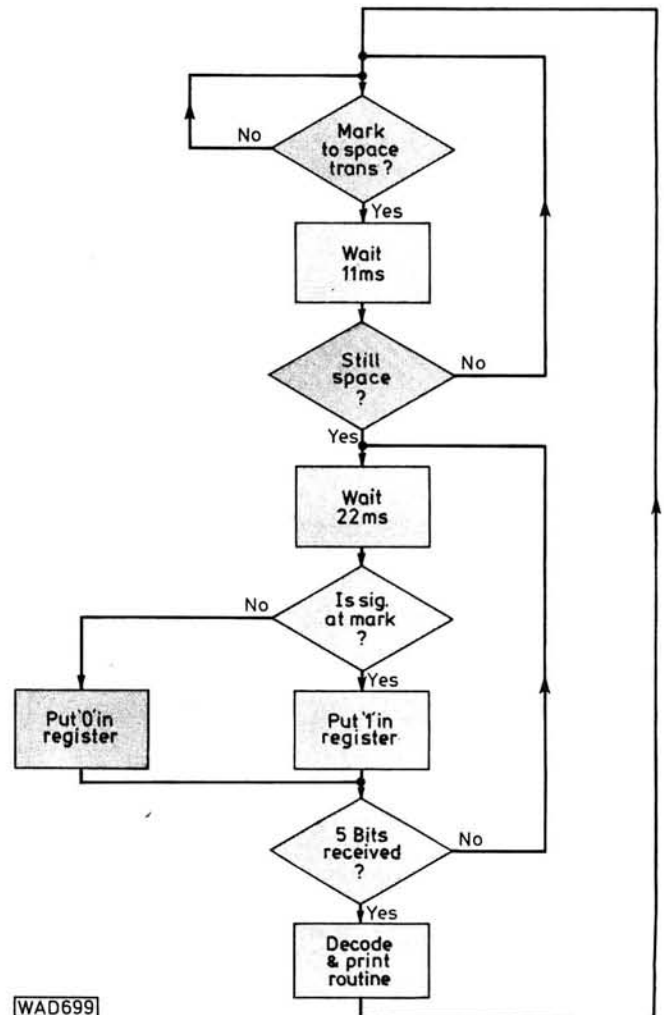 Mark
to space
trans ?
No
Yes
Wait
11ms
Still
space
?
No
Yes
Wait
22ms
Is sig.
at mark
?
No
Yes
Put '0' in
register
Put '1' in
register
5 Bits
received
?
No
Yes
Decode
& print
routine
WAD699